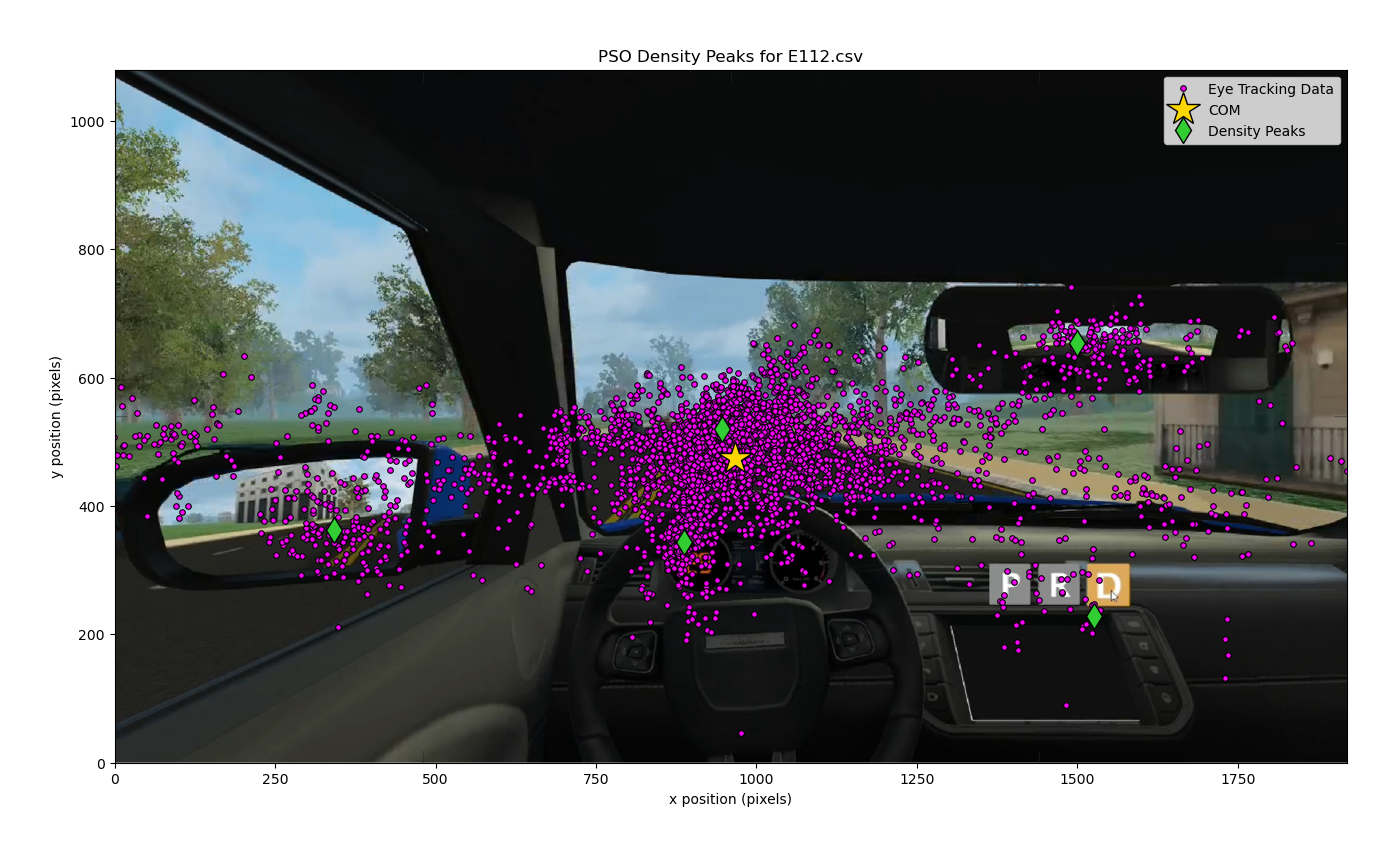 PSO Density Peaks for E112.csv
Eye Tracking Data
COM
Density Peaks
y position (pixels)
1000
800
600
400
200
0
P R D
0 250 500 750 1000 1250 1500 1750
x position (pixels)